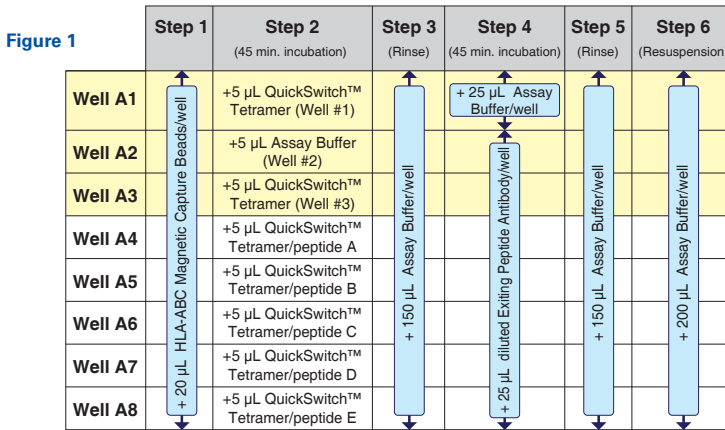 Figure 1
Step 1
Step 2
(45 min. incubation)
Step 3
(Rinse)
Step 4
(45 min. incubation)
Step 5
(Rinse)
Step 6
(Resuspension
Well A1
+5 µL QuickSwitch™
Tetramer (Well #1)
Well A2
+5 µL Assay Buffer
(Well #2)
Well A3
+5 µL QuickSwitch™
Tetramer (Well #3)
Well A4
+5 µL QuickSwitch™
Tetramer/peptide A
Well A5
+5 µL QuickSwitch™
Tetramer/peptide B
Well A6
+5 µL QuickSwitch™
Tetramer/peptide C
Well A7
+5 µL QuickSwitch™
Tetramer/peptide D
Well A8
+5 µL QuickSwitch™
Tetramer/peptide E
+ 20 µL HLA-ABC Magnetic Capture Beads/well
+ 150 µL Assay Buffer/well
+ 25 µL Assay
Buffer/well
+ 25 µL diluted Exiting Peptide Antibody/well
+ 150 µL Assay Buffer/well
+ 200 µL Assay Buffer/well